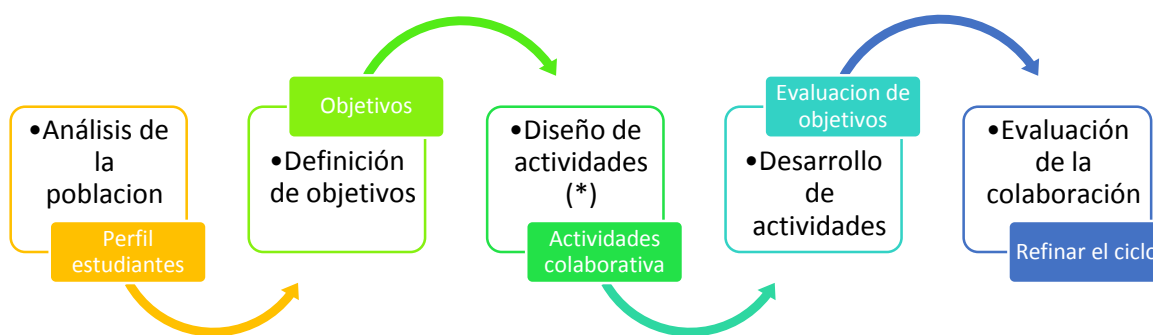 •Análisis de
la
poblacion
Perfil
estudiantes
Objetivos
•Definición
de objetivos
•Diseño de
actividades
(*)
Actividades
colaborativa
Evaluacion de
objetivos
•Desarrollo
de
actividades
•Evaluación
de la
colaboración
Refinar el ciclo